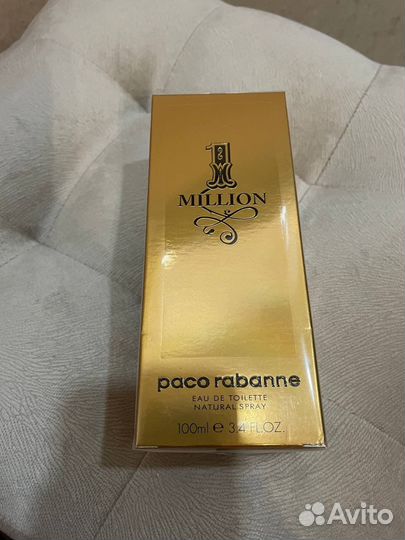 1
MILLION
paco rabanne
EAU DE TOILETTE
NATURAL SPRAY
100ml e 3.4 FL.OZ.
Avito